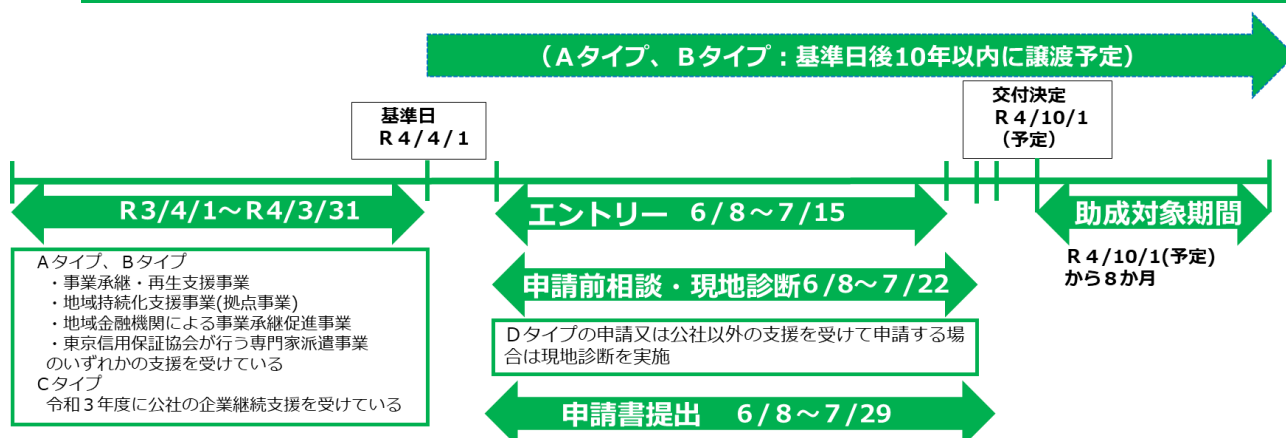 （Ａタイプ、Ｂタイプ：基準日後10年以内に譲渡予定）
基準日
Ｒ４/４/１
交付決定
Ｒ４/10/１
（予定）
R3/4/1～R4/3/31
エントリー 6/8～7/15
助成対象期間
Ａタイプ、Ｂタイプ
・事業承継・再生支援事業
・地域持続化支援事業(拠点事業)
・地域金融機関による事業承継促進事業
・東京信用保証協会が行う専門家派遣事業
のいずれかの支援を受けている
Ｃタイプ
令和３年度に公社の企業継続支援を受けている
申請前相談・現地診断6/8～7/22
Ｒ４/10/１(予定)
から８か月
Ｄタイプの申請又は公社以外の支援を受けて申請する場
合は現地診断を実施
申請書提出 6/8～7/29